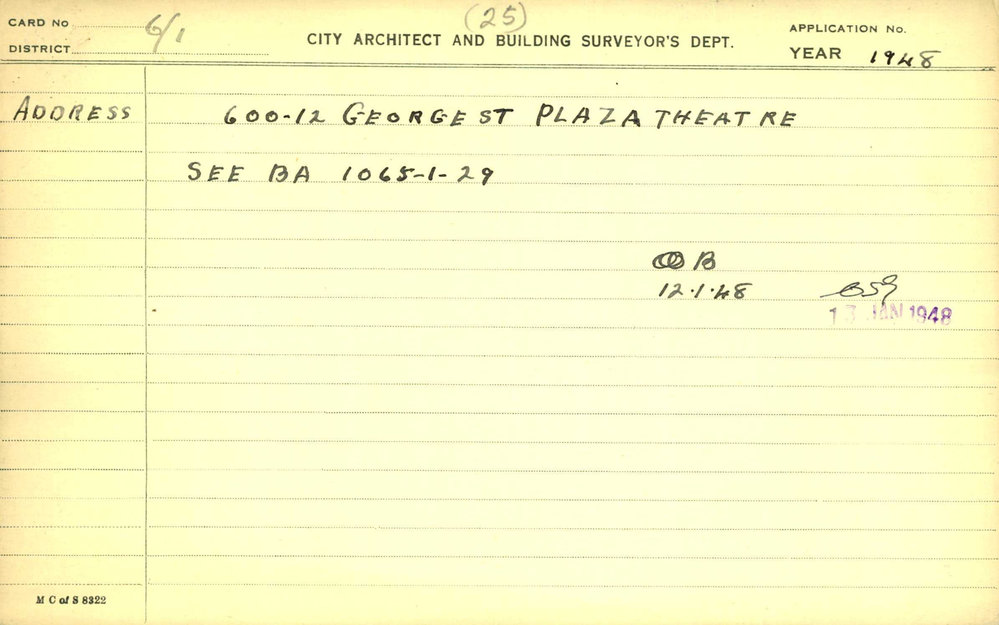 CARD No 6/1
(25)
APPLICATION No.
DISTRICT
CITY ARCHITECT AND BUILDING SURVEYOR'S DEPT.
YEAR 1948
ADDRESS 600-12 GEORGE ST PLAZA THEATRE
SEE BA 1065-1-29
B
12.1.48
13 JAN 1948
M C of S 8322